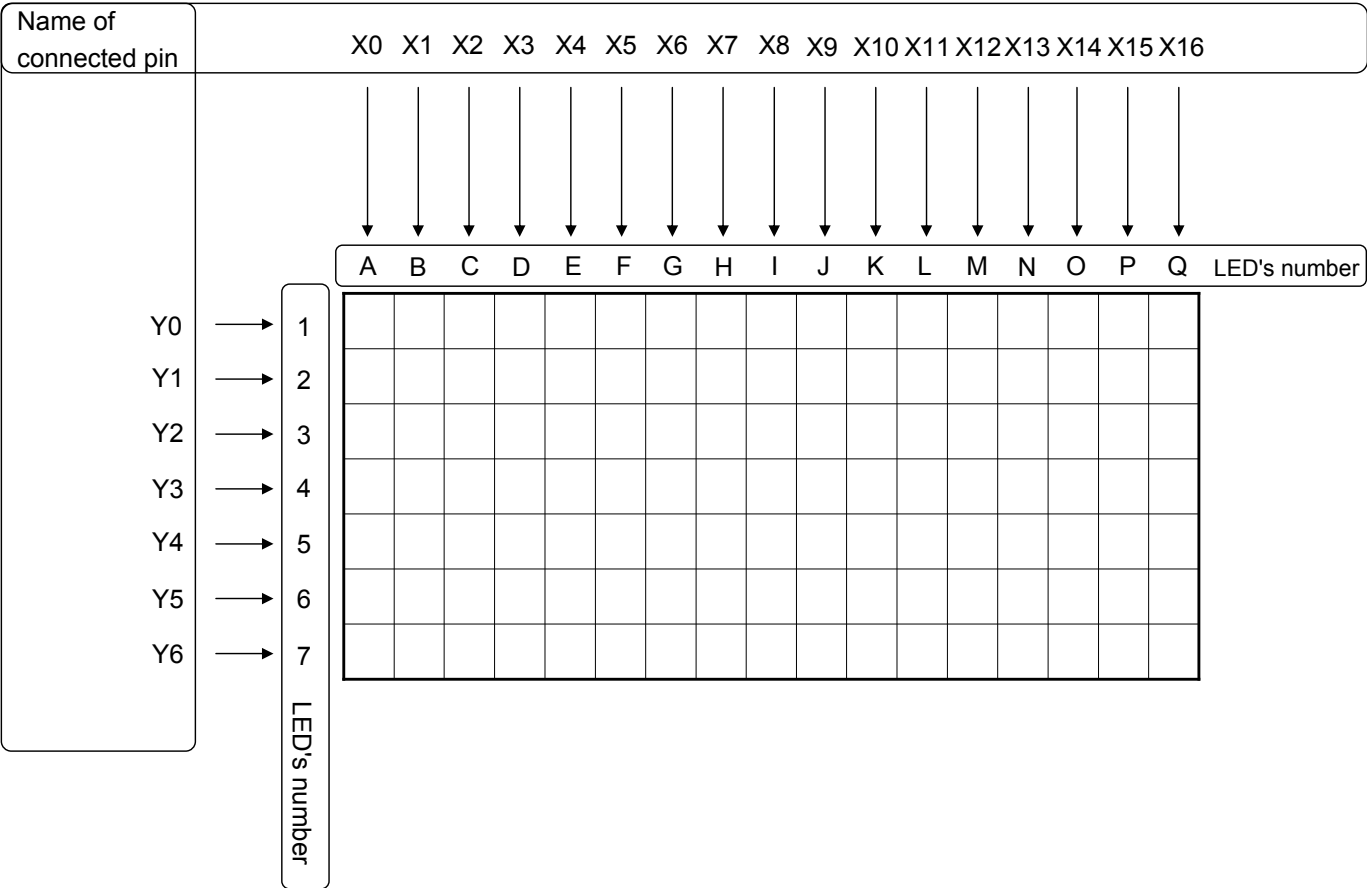 Name of
connected pin
X0 X1 X2 X3 X4 X5 X6 X7 X8 X9 X10 X11 X12 X13 X14 X15 X16
A B C D E F G H I J K L M N O P Q LED's number
Y0 1
Y1 2
Y2 3
Y3 4
Y4 5
Y5 6
Y6 7
LED's number